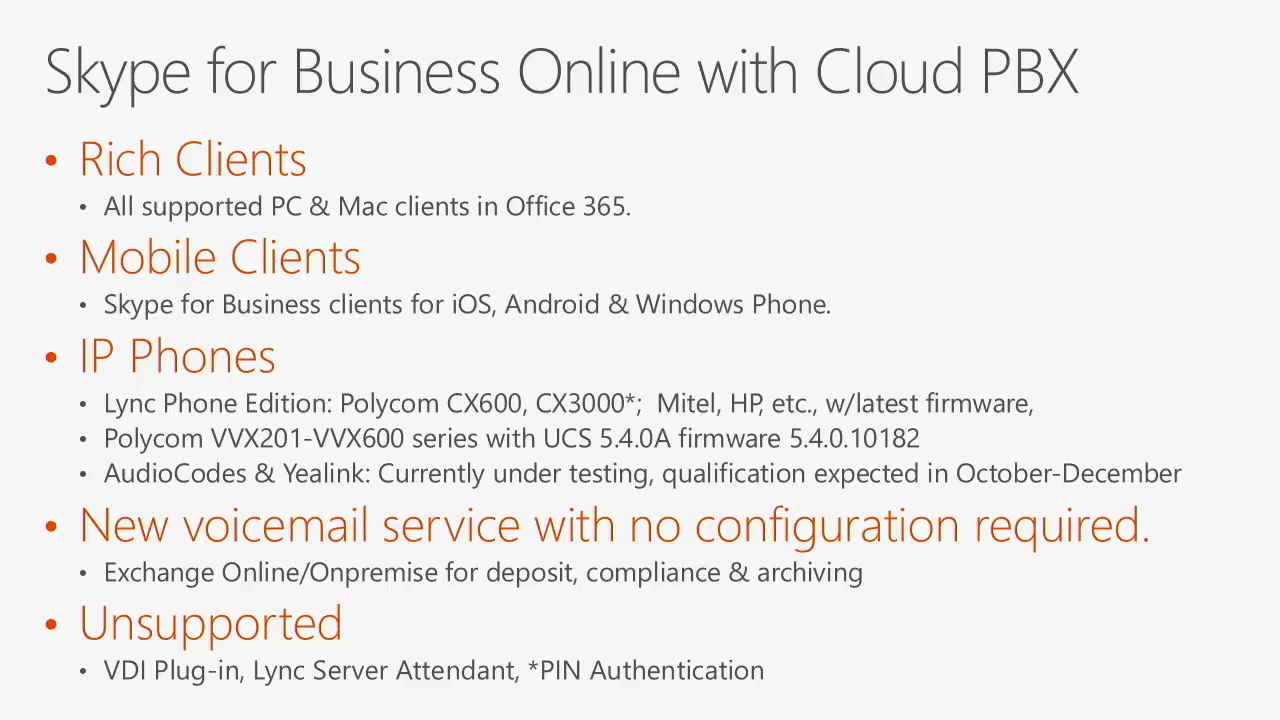 Skype for Business Online with Cloud PBX
• Rich Clients
• All supported PC & Mac clients in Office 365.
• Mobile Clients
• Skype for Business clients for iOS, Android & Windows Phone.
• IP Phones
• Lync Phone Edition: Polycom CX600, CX3000*; Mitel, HP, etc., w/latest firmware,
• Polycom VVX201-VVX600 series with UCS 5.4.0A firmware 5.4.0.10182
• AudioCodes & Yealink: Currently under testing, qualification expected in October-December
• New voicemail service with no configuration required.
• Exchange Online/Onpremise for deposit, compliance & archiving
• Unsupported
• VDI Plug-in, Lync Server Attendant, *PIN Authentication